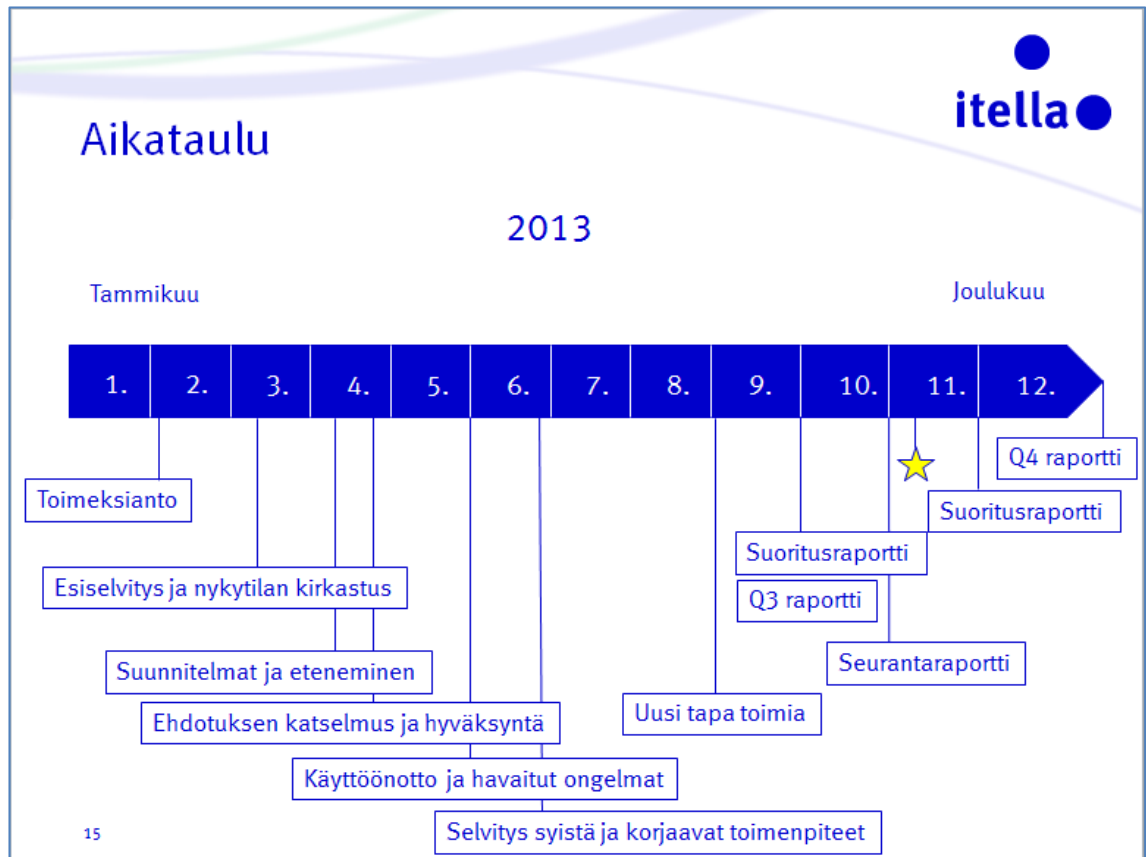 itella
Aikataulu
2013
Tammikuu
Joulukuu
1. 2. 3. 4. 5. 6. 7. 8. 9. 10. 11. 12.
Q4 raportti
Toimeksianto
Suoritusraportti
Suoritusraportti
Esiselvitys ja nykytilan kirkastus
Q3 raportti
Suunnitelmat ja eteneminen
Seurantaraportti
Ehdotuksen katselmus ja hyväksyntä
Uusi tapa toimia
Käyttöönotto ja havaitut ongelmat
Selvitys syistä ja korjaavat toimenpiteet
15